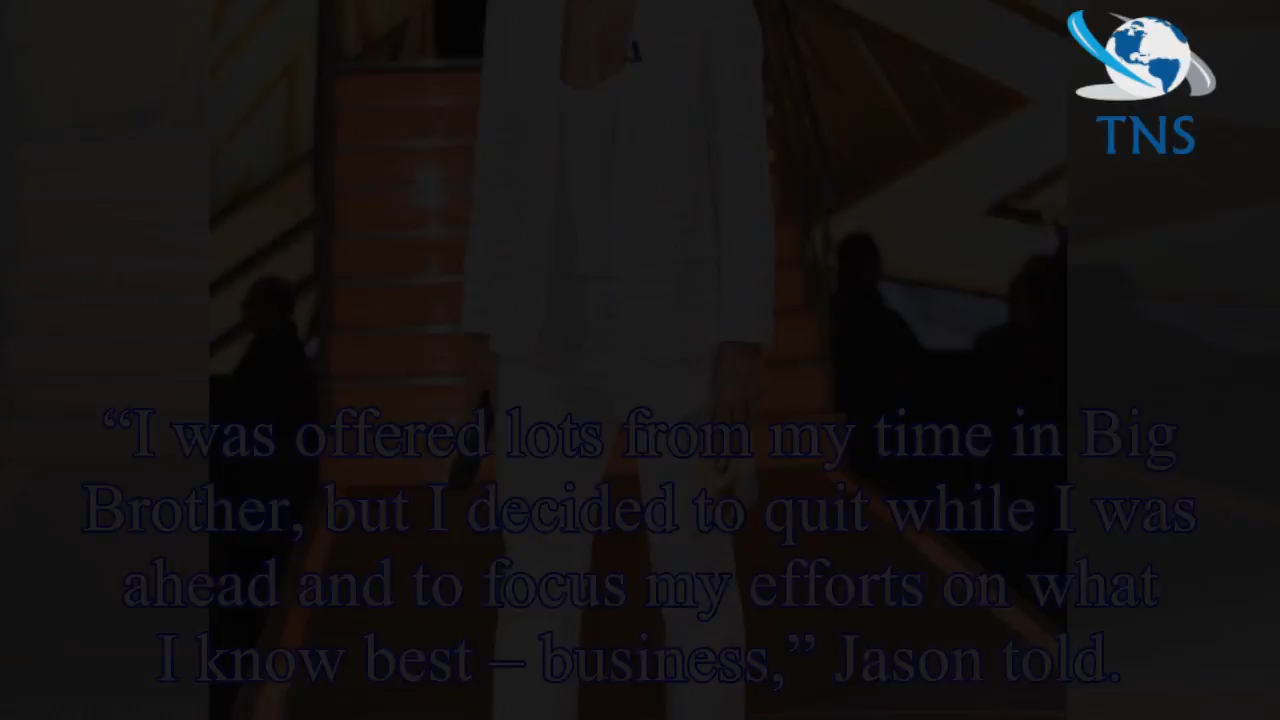 TNS
“I was offered lots from my time in Big
Brother, but I decided to quit while I was
ahead and to focus my efforts on what
I know best – business,” Jason told.